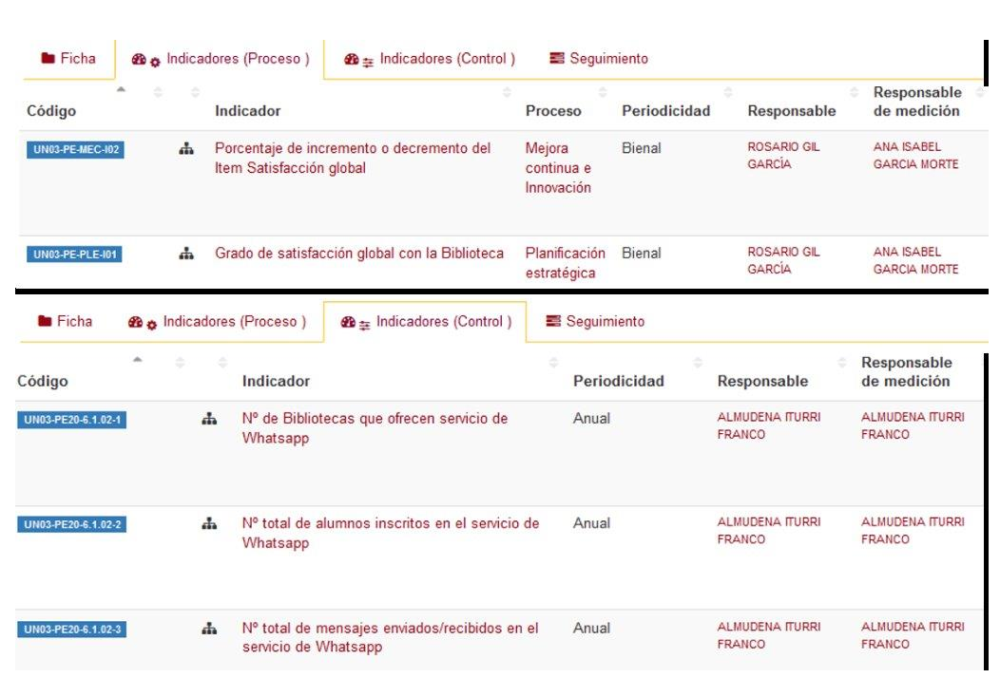 Ficha Indicadores (Proceso ) Indicadores (Control ) Seguimiento
Código Indicador Proceso Periodicidad Responsable Responsable de medición
UN03-PE-MEC-I02 Porcentaje de incremento o decremento del Mejora Bienal ROSARIO GIL ANA ISABEL
Item Satisfacción global continua e GARCÍA GARCIA MORTE
Innovación
UN03-PE-PLE-I01 Grado de satisfacción global con la Biblioteca Planificación Bienal ROSARIO GIL ANA ISABEL
estratégica GARCÍA GARCIA MORTE
Ficha Indicadores (Proceso ) Indicadores (Control ) Seguimiento
Código Indicador Periodicidad Responsable Responsable de medición
UN03-PE20-6.1.02-1 Nº de Bibliotecas que ofrecen servicio de Anual ALMUDENA ITURRI ALMUDENA ITURRI
Whatsapp FRANCO FRANCO
UN03-PE20-6.1.02-2 Nº total de alumnos inscritos en el servicio de Anual ALMUDENA ITURRI ALMUDENA ITURRI
Whatsapp FRANCO FRANCO
UN03-PE20-6.1.02-3 Nº total de mensajes enviados/recibidos en el Anual ALMUDENA ITURRI ALMUDENA ITURRI
servicio de Whatsapp FRANCO FRANCO